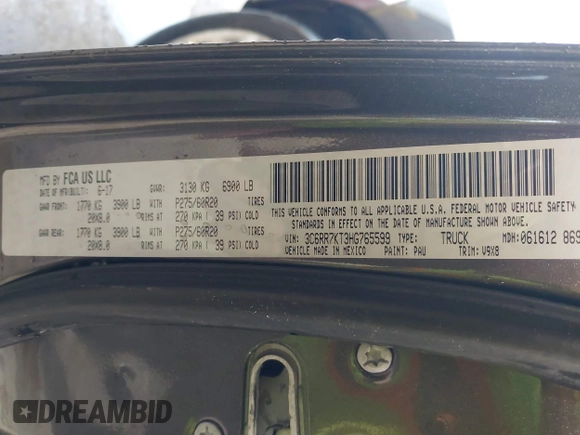 MFD BY FCA US LLC
DATE OF MFR(BUILT): 6-17
GVWR: 3130 KG 6900 LB
GAWR FRONT: 1770 KG 3900 LB WITH P275/60R20 TIRES
20X8.0 RIMS AT 270 KPA ( 39 PSI) COLD
GAWR REAR: 1770 KG 3900 LB WITH P275/60R20 TIRES
20X8.0 RIMS AT 270 KPA ( 39 PSI) COLD
THIS VEHICLE CONFORMS TO ALL APPLICABLE U.S.A. FEDERAL MOTOR VEHICLE SAFETY
STANDARDS IN EFFECT ON THE DATE OF MANUFACTURE SHOWN ABOVE.
VIN: 3C6RR7KT3HG765599 TYPE: TRUCK MDH: 061612 869
VEHICLE MADE IN MEXICO PAINT: PAU TRIM: V9X8
DREAMBID